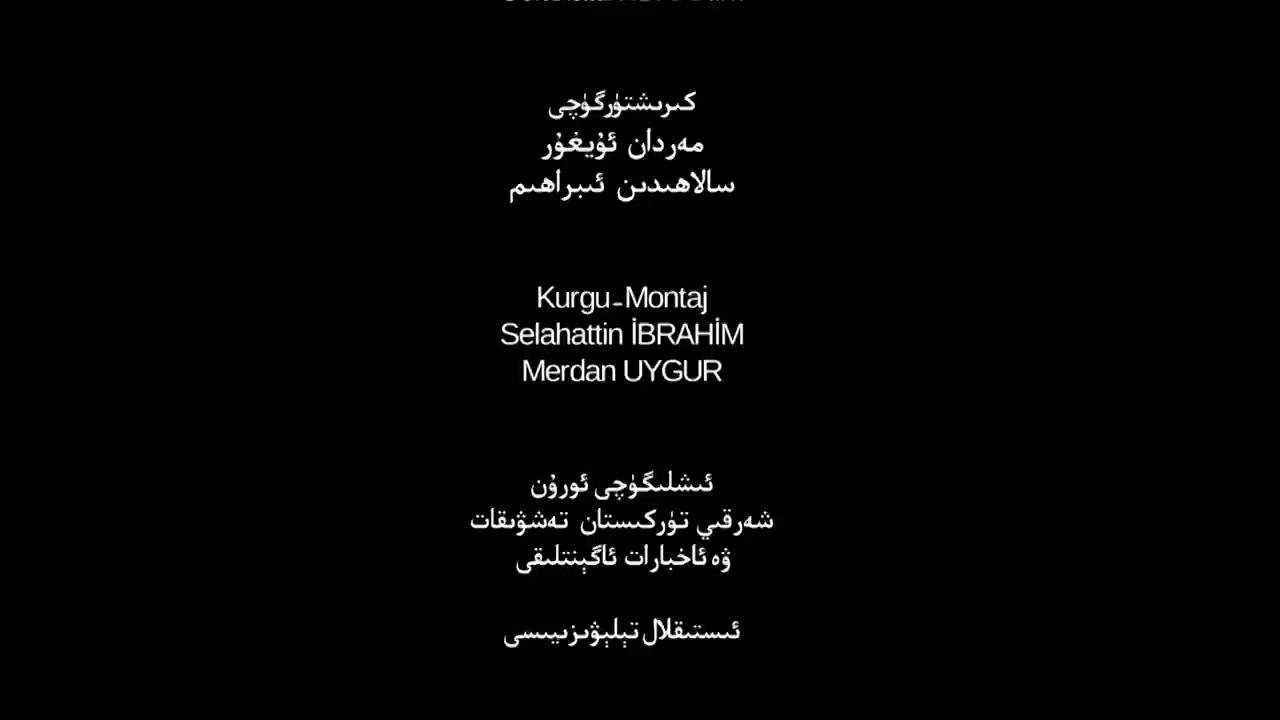 كىرىشتۈرگۈچى
مەردان ئۇيغۇر
سالاھىدىن ئىبراھىم
Kurgu-Montaj
Selahattin İBRAHİM
Merdan UYGUR
ئىشلىگۈچى ئورۇن
شەرقىي تۈركىستان تەشۋىقات
ۋە ئاخبارات ئاگېنتلىقى
ئىستىقلال تېلېۋىزىيىسى